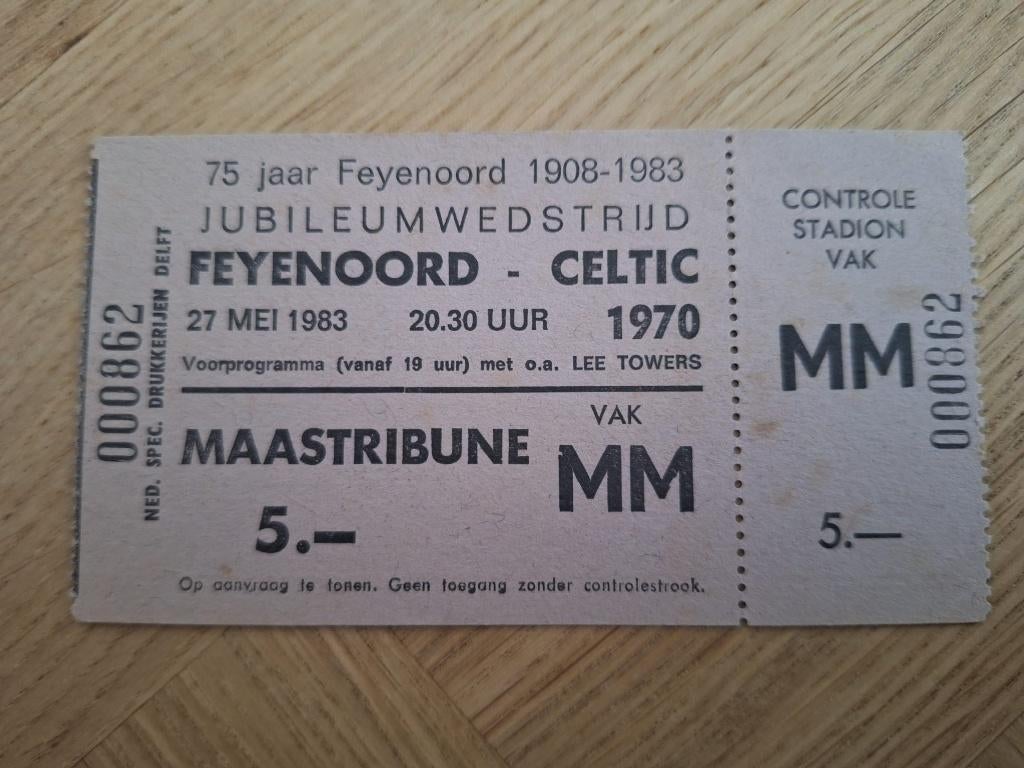 75 jaar Feyenoord 1908-1983
JUBILEUMWEDSTRIJD
FEYENOORD - CELTIC
27 MEI 1983 20.30 UUR 1970
Voorprogramma (vanaf 19 uur) met o.a. LEE TOWERS
MAASTRIBUNE
VAK
MM
5.—
Op aanvraag te tonen. Geen toegang zonder controlestrook.
000862
NED. SPEC. DRUKKERIJEN DELFT
CONTROLE
STADION
VAK
MM
5.—
000862